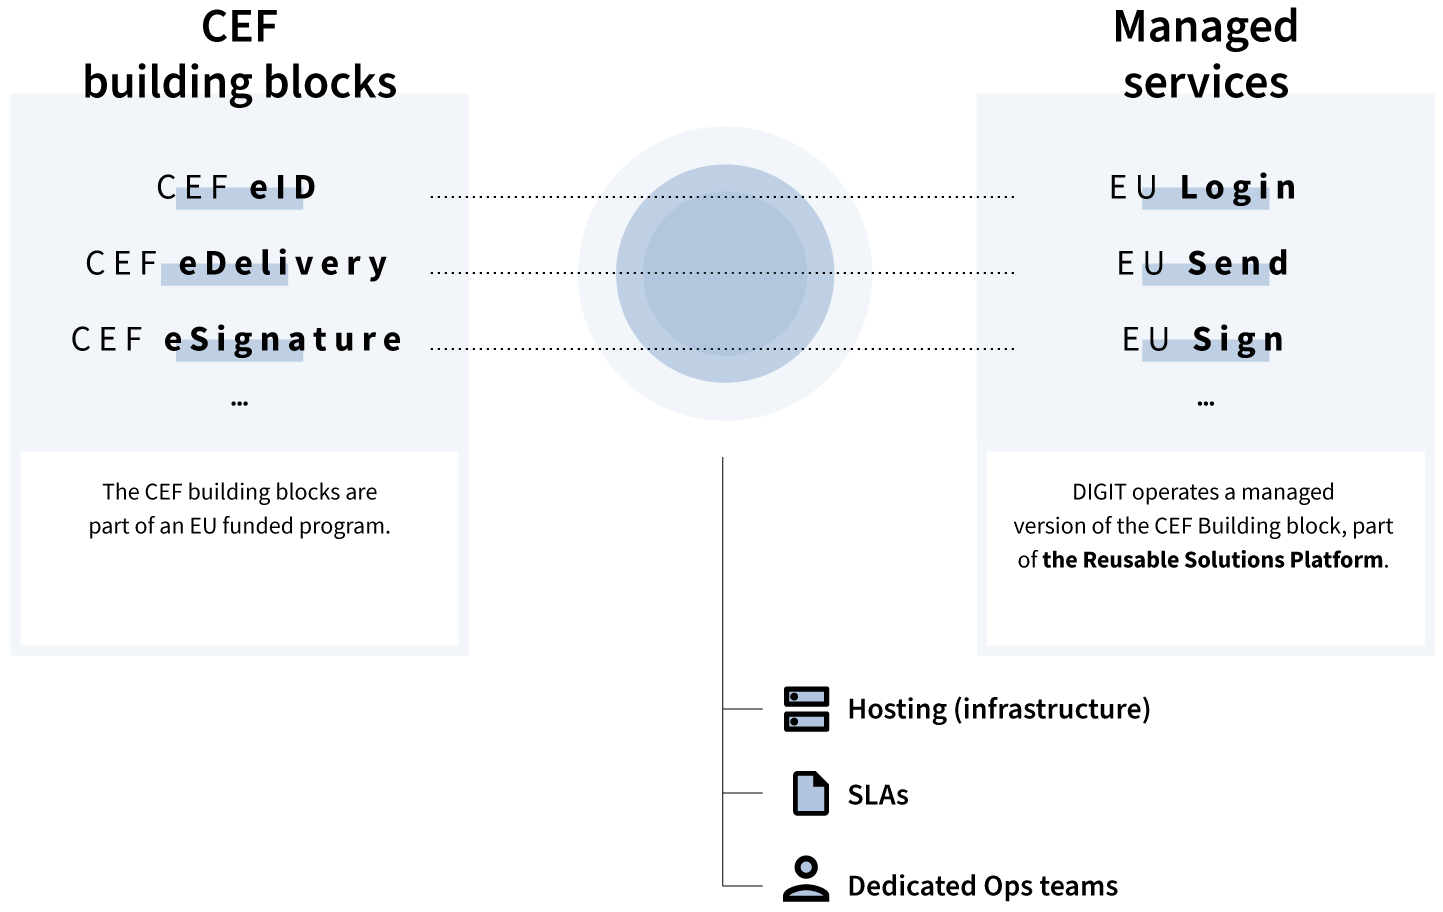 CEF
building blocks
CEF eID
CEF eDelivery
CEF eSignature
...
The CEF building blocks are
part of an EU funded program.
Managed
services
EU Login
EU Send
EU Sign
...
DIGIT operates a managed
version of the CEF Building block, part
of the Reusable Solutions Platform.
Hosting (infrastructure)
SLAs
Dedicated Ops teams